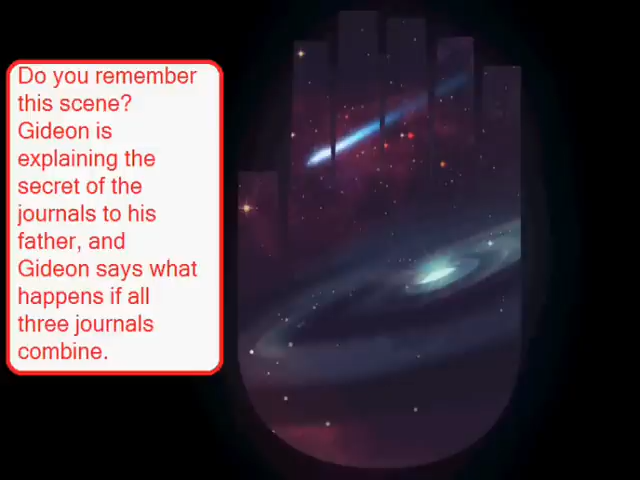 Do you remember
this scene?
Gideon is
explaining the
secret of the
journals to his
father, and
Gideon says what
happens if all
three journals
combine.